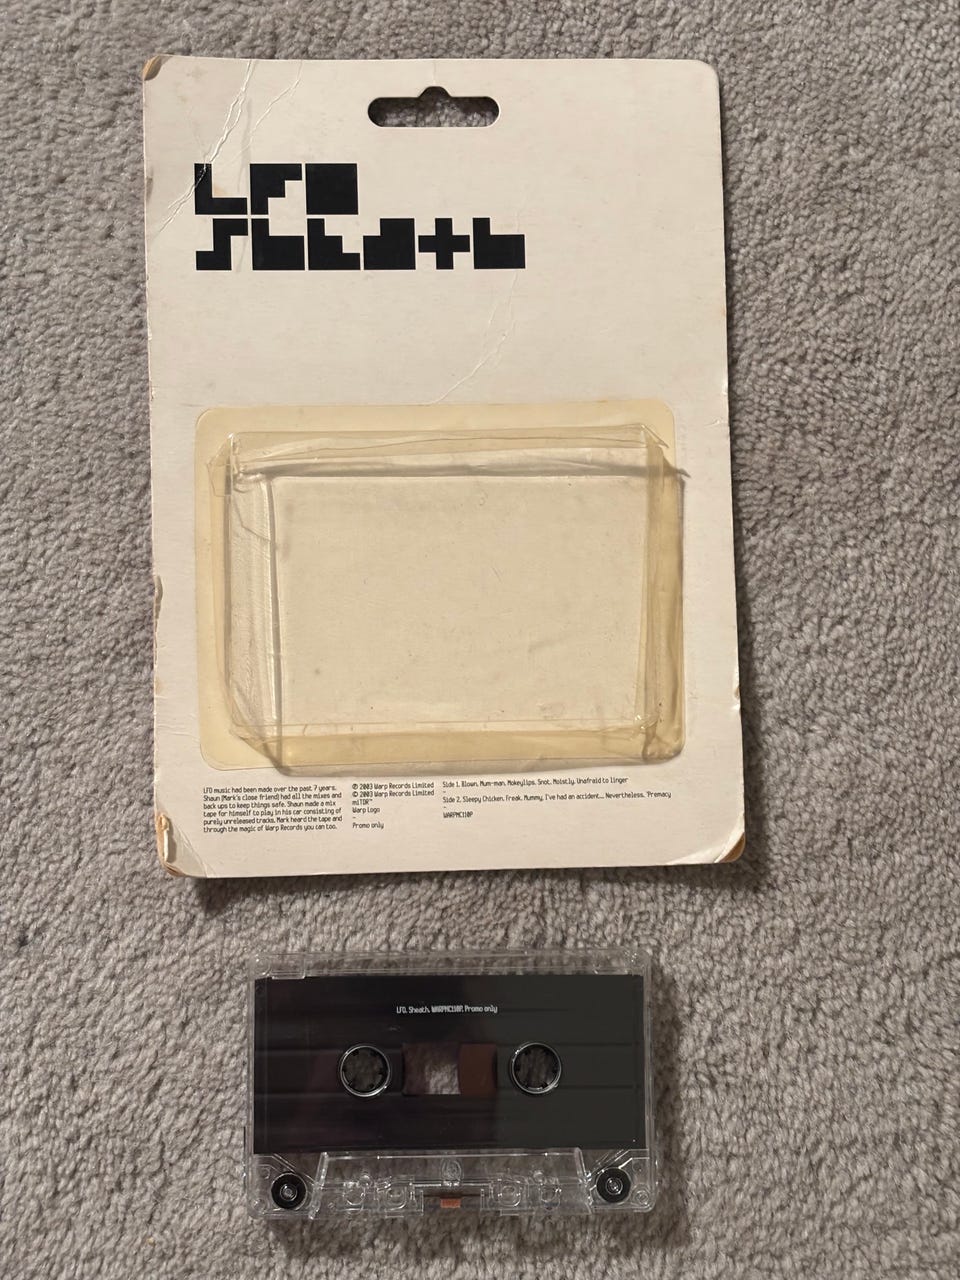 LFO
Sheath
LFO music had been made over the past 7 years.
Shaun (Mark's close friend) had all the mixes and
back ups to keep things safe. Shaun made a mix
tape for himself to play in his car consisting of
purely unreleased tracks. Mark heard the tape and
through the magic of Warp Records you can too.
℗ 2003 Warp Records Limited
© 2003 Warp Records Limited
mITDR™
Warp Logo
–
Promo only
Side 1. Blown, Mum-man, Mokeylips, Snot, Moistly, Unafraid to linger
–
Side 2. Sleepy Chicken, Freak, Mummy, I've had an accident... Nevertheless, 'Premacy
–
WARPMC110P
LFO. Sheath. WARPMC110P. Promo only